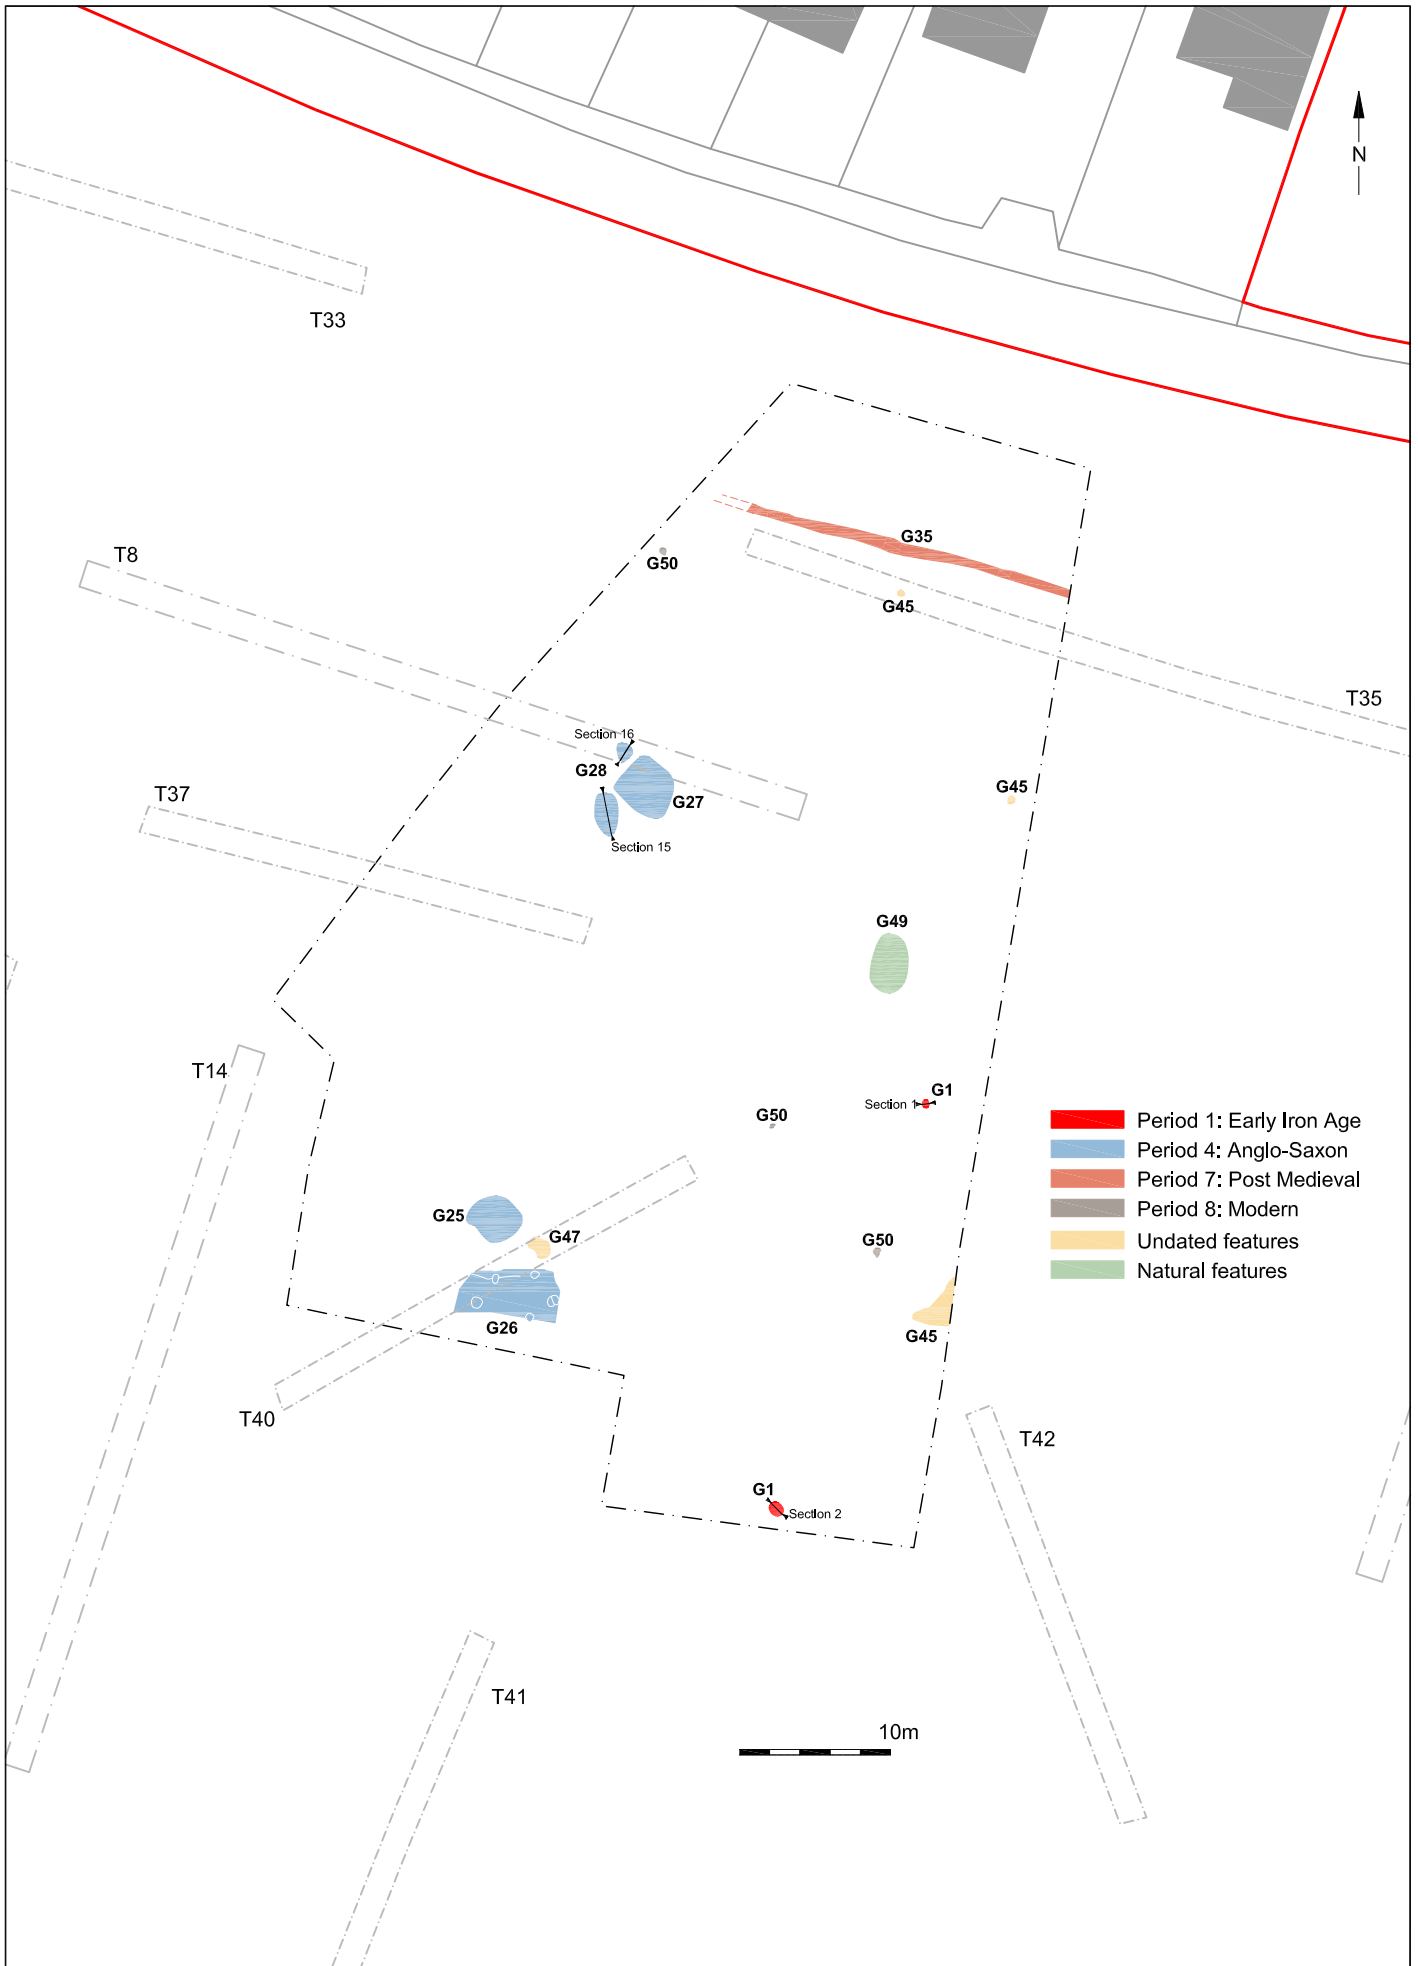 N
T33
G35
T8
G50
G45
T35
Section 16
G28
T37
G45
G27
Section 15
G49
T14
G1
Section 1
G50
Period 1: Early Iron Age
Period 4: Anglo-Saxon
Period 7: Post Medieval
Period 8: Modern
Undated features
Natural features
G25
G47
G50
G26
G45
T40
T42
G1
Section 2
T41
10m